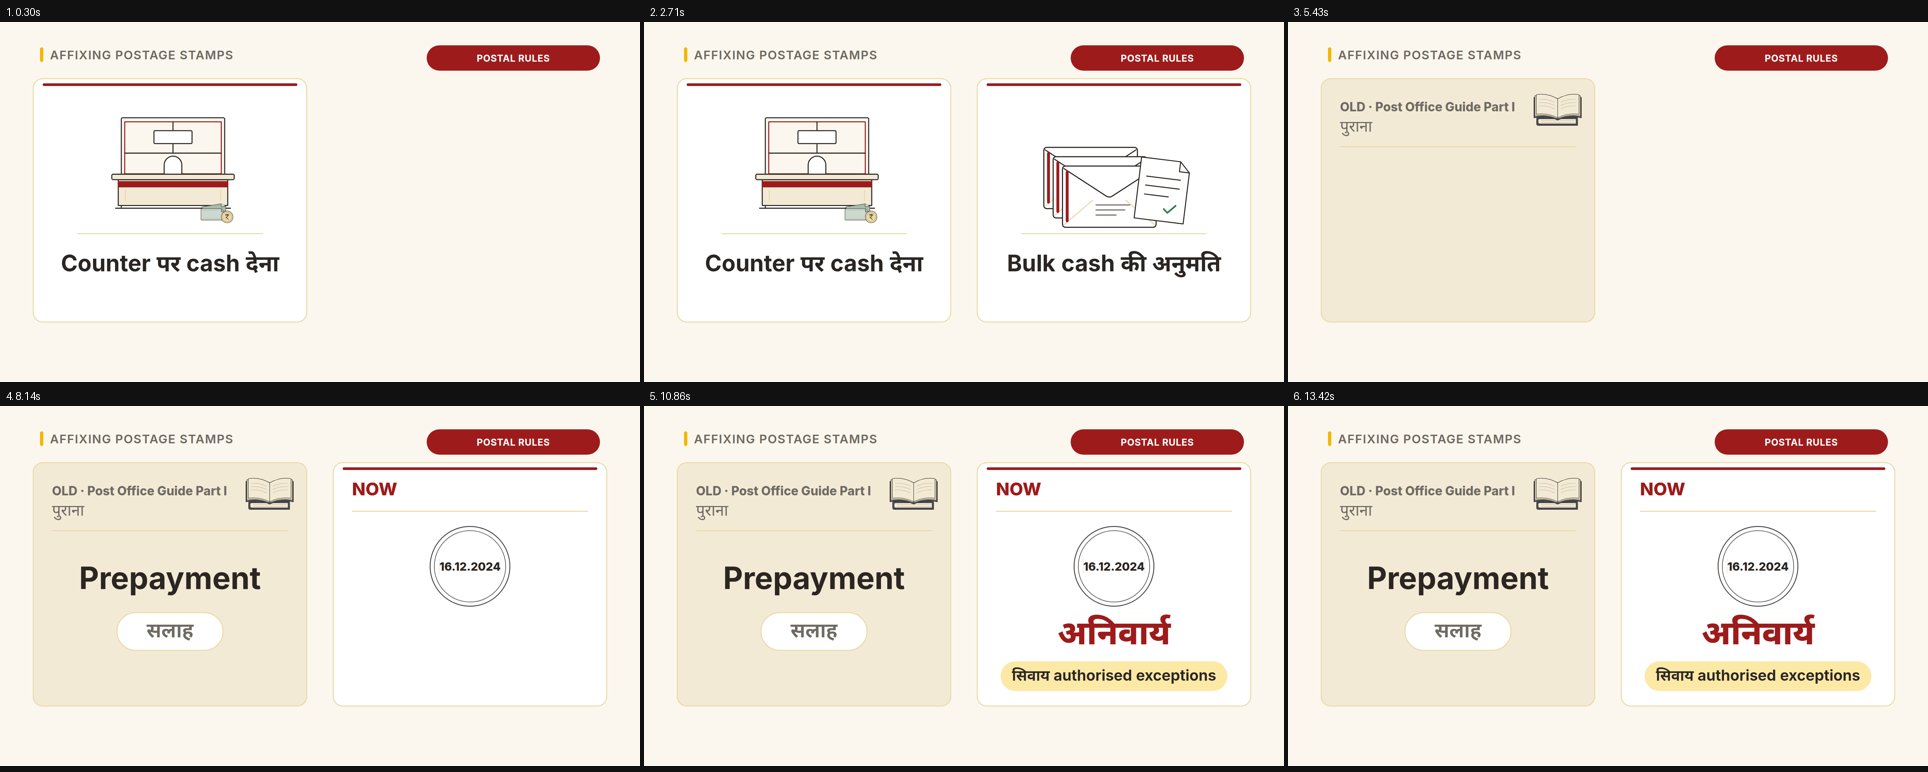 1. 0.30s
AFFIXING POSTAGE STAMPS
POSTAL RULES
₹
Counter पर cash देना
2. 2.71s
AFFIXING POSTAGE STAMPS
POSTAL RULES
₹
Counter पर cash देना
Bulk cash की अनुमति
3. 5.43s
AFFIXING POSTAGE STAMPS
POSTAL RULES
OLD · Post Office Guide Part I
पुराना
4. 8.14s
AFFIXING POSTAGE STAMPS
POSTAL RULES
OLD · Post Office Guide Part I
पुराना
Prepayment
सलाह
NOW
16.12.2024
5. 10.86s
AFFIXING POSTAGE STAMPS
POSTAL RULES
OLD · Post Office Guide Part I
पुराना
Prepayment
सलाह
NOW
16.12.2024
अनिवार्य
सिवाय authorised exceptions
6. 13.42s
AFFIXING POSTAGE STAMPS
POSTAL RULES
OLD · Post Office Guide Part I
पुराना
Prepayment
सलाह
NOW
16.12.2024
अनिवार्य
सिवाय authorised exceptions